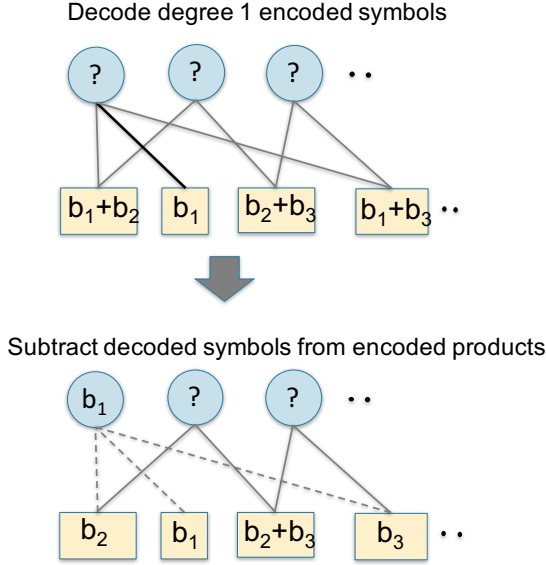 Decode degree 1 encoded symbols
? ? ? ..
b₁+b₂ b₁ b₂+b₃ b₁+b₃ ..
Subtract decoded symbols from encoded products
b₁ ? ? ..
b₂ b₁ b₂+b₃ b₃ ..